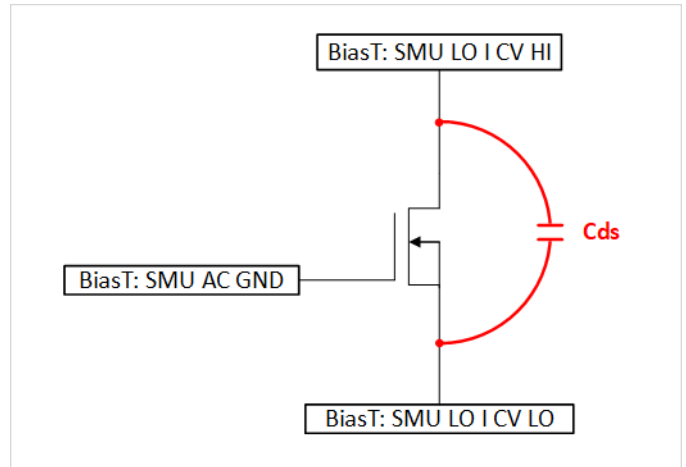 BiasT: SMU LO I CV HI
Cds
BiasT: SMU AC GND
BiasT: SMU LO I CV LO